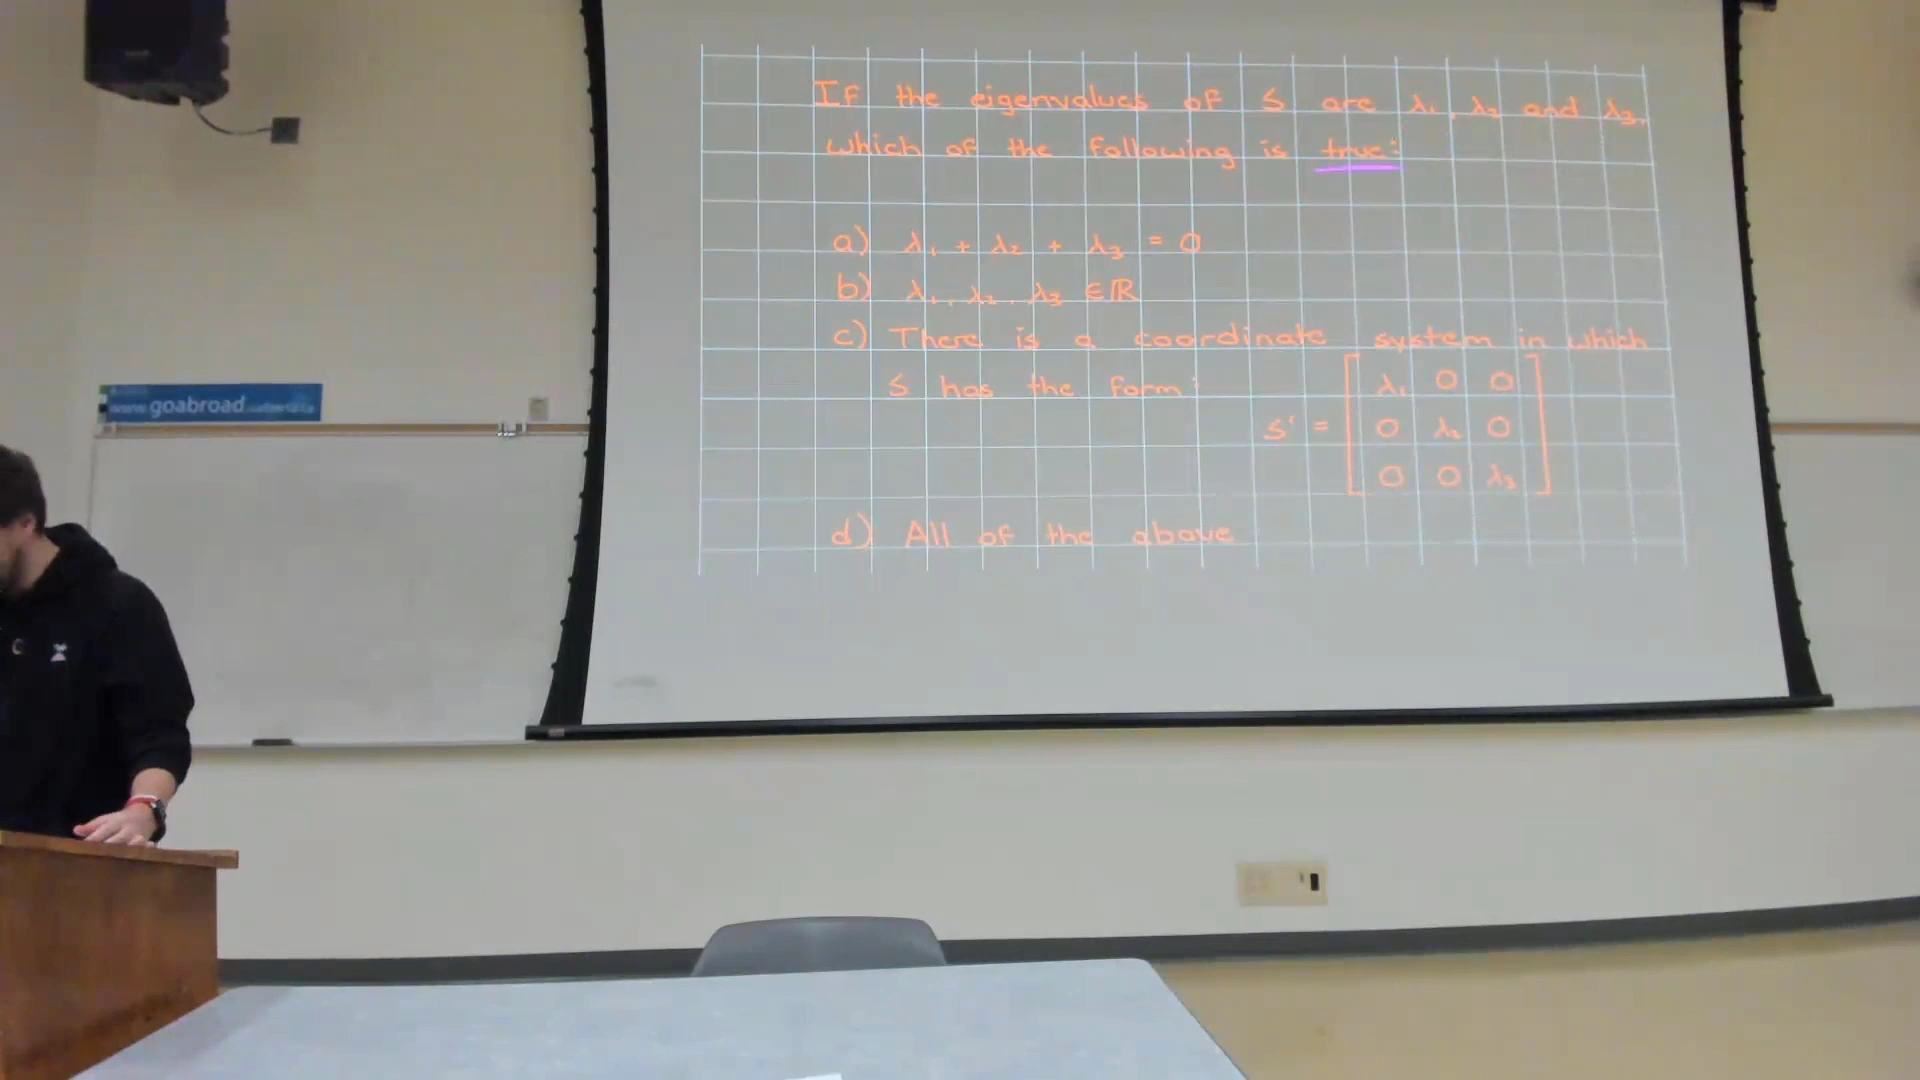 If the eigenvalues of S are λ₁, λ₂ and λ₃,
which of the following is true:
a) λ₁ + λ₂ + λ₃ = 0
b) λ₁, λ₂, λ₃ ∈ ℝ
c) There is a coordinate system in which
S has the form:
S' = [λ₁ 0 0
0 λ₂ 0
0 0 λ₃]
d) All of the above
www.goabroad